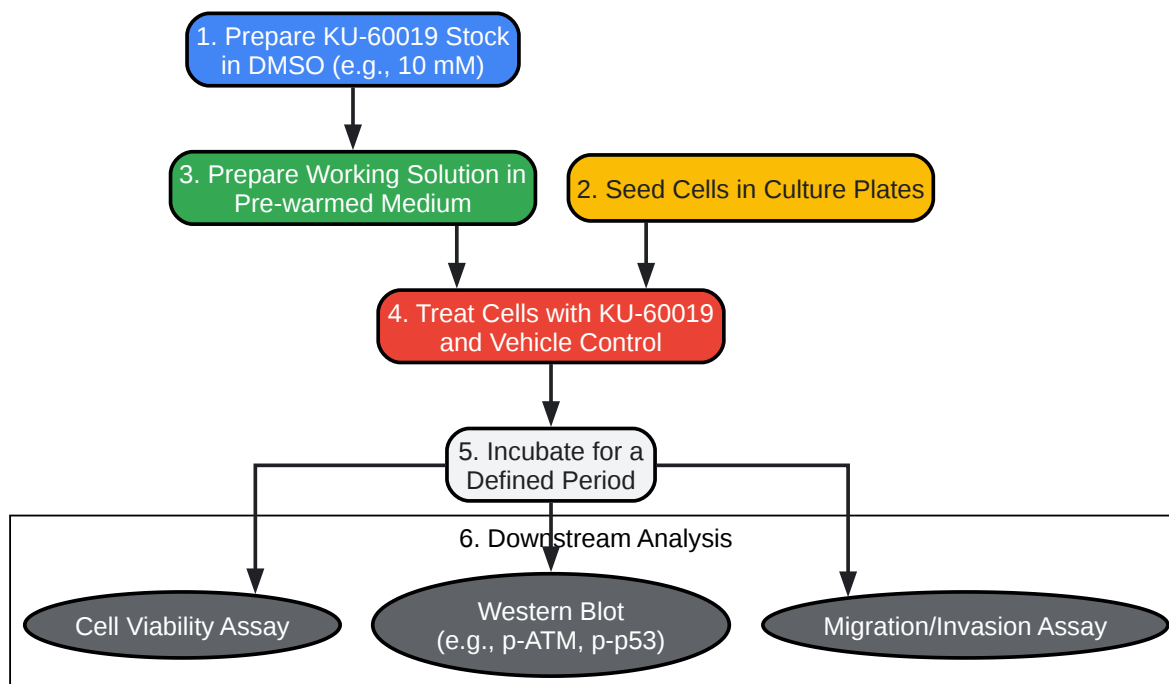 1. Prepare KU-60019 Stock
in DMSO (e.g., 10 mM)
3. Prepare Working Solution in
Pre-warmed Medium
2. Seed Cells in Culture Plates
4. Treat Cells with KU-60019
and Vehicle Control
5. Incubate for a
Defined Period
6. Downstream Analysis
Cell Viability Assay
Western Blot
(e.g., p-ATM, p-p53)
Migration/Invasion Assay